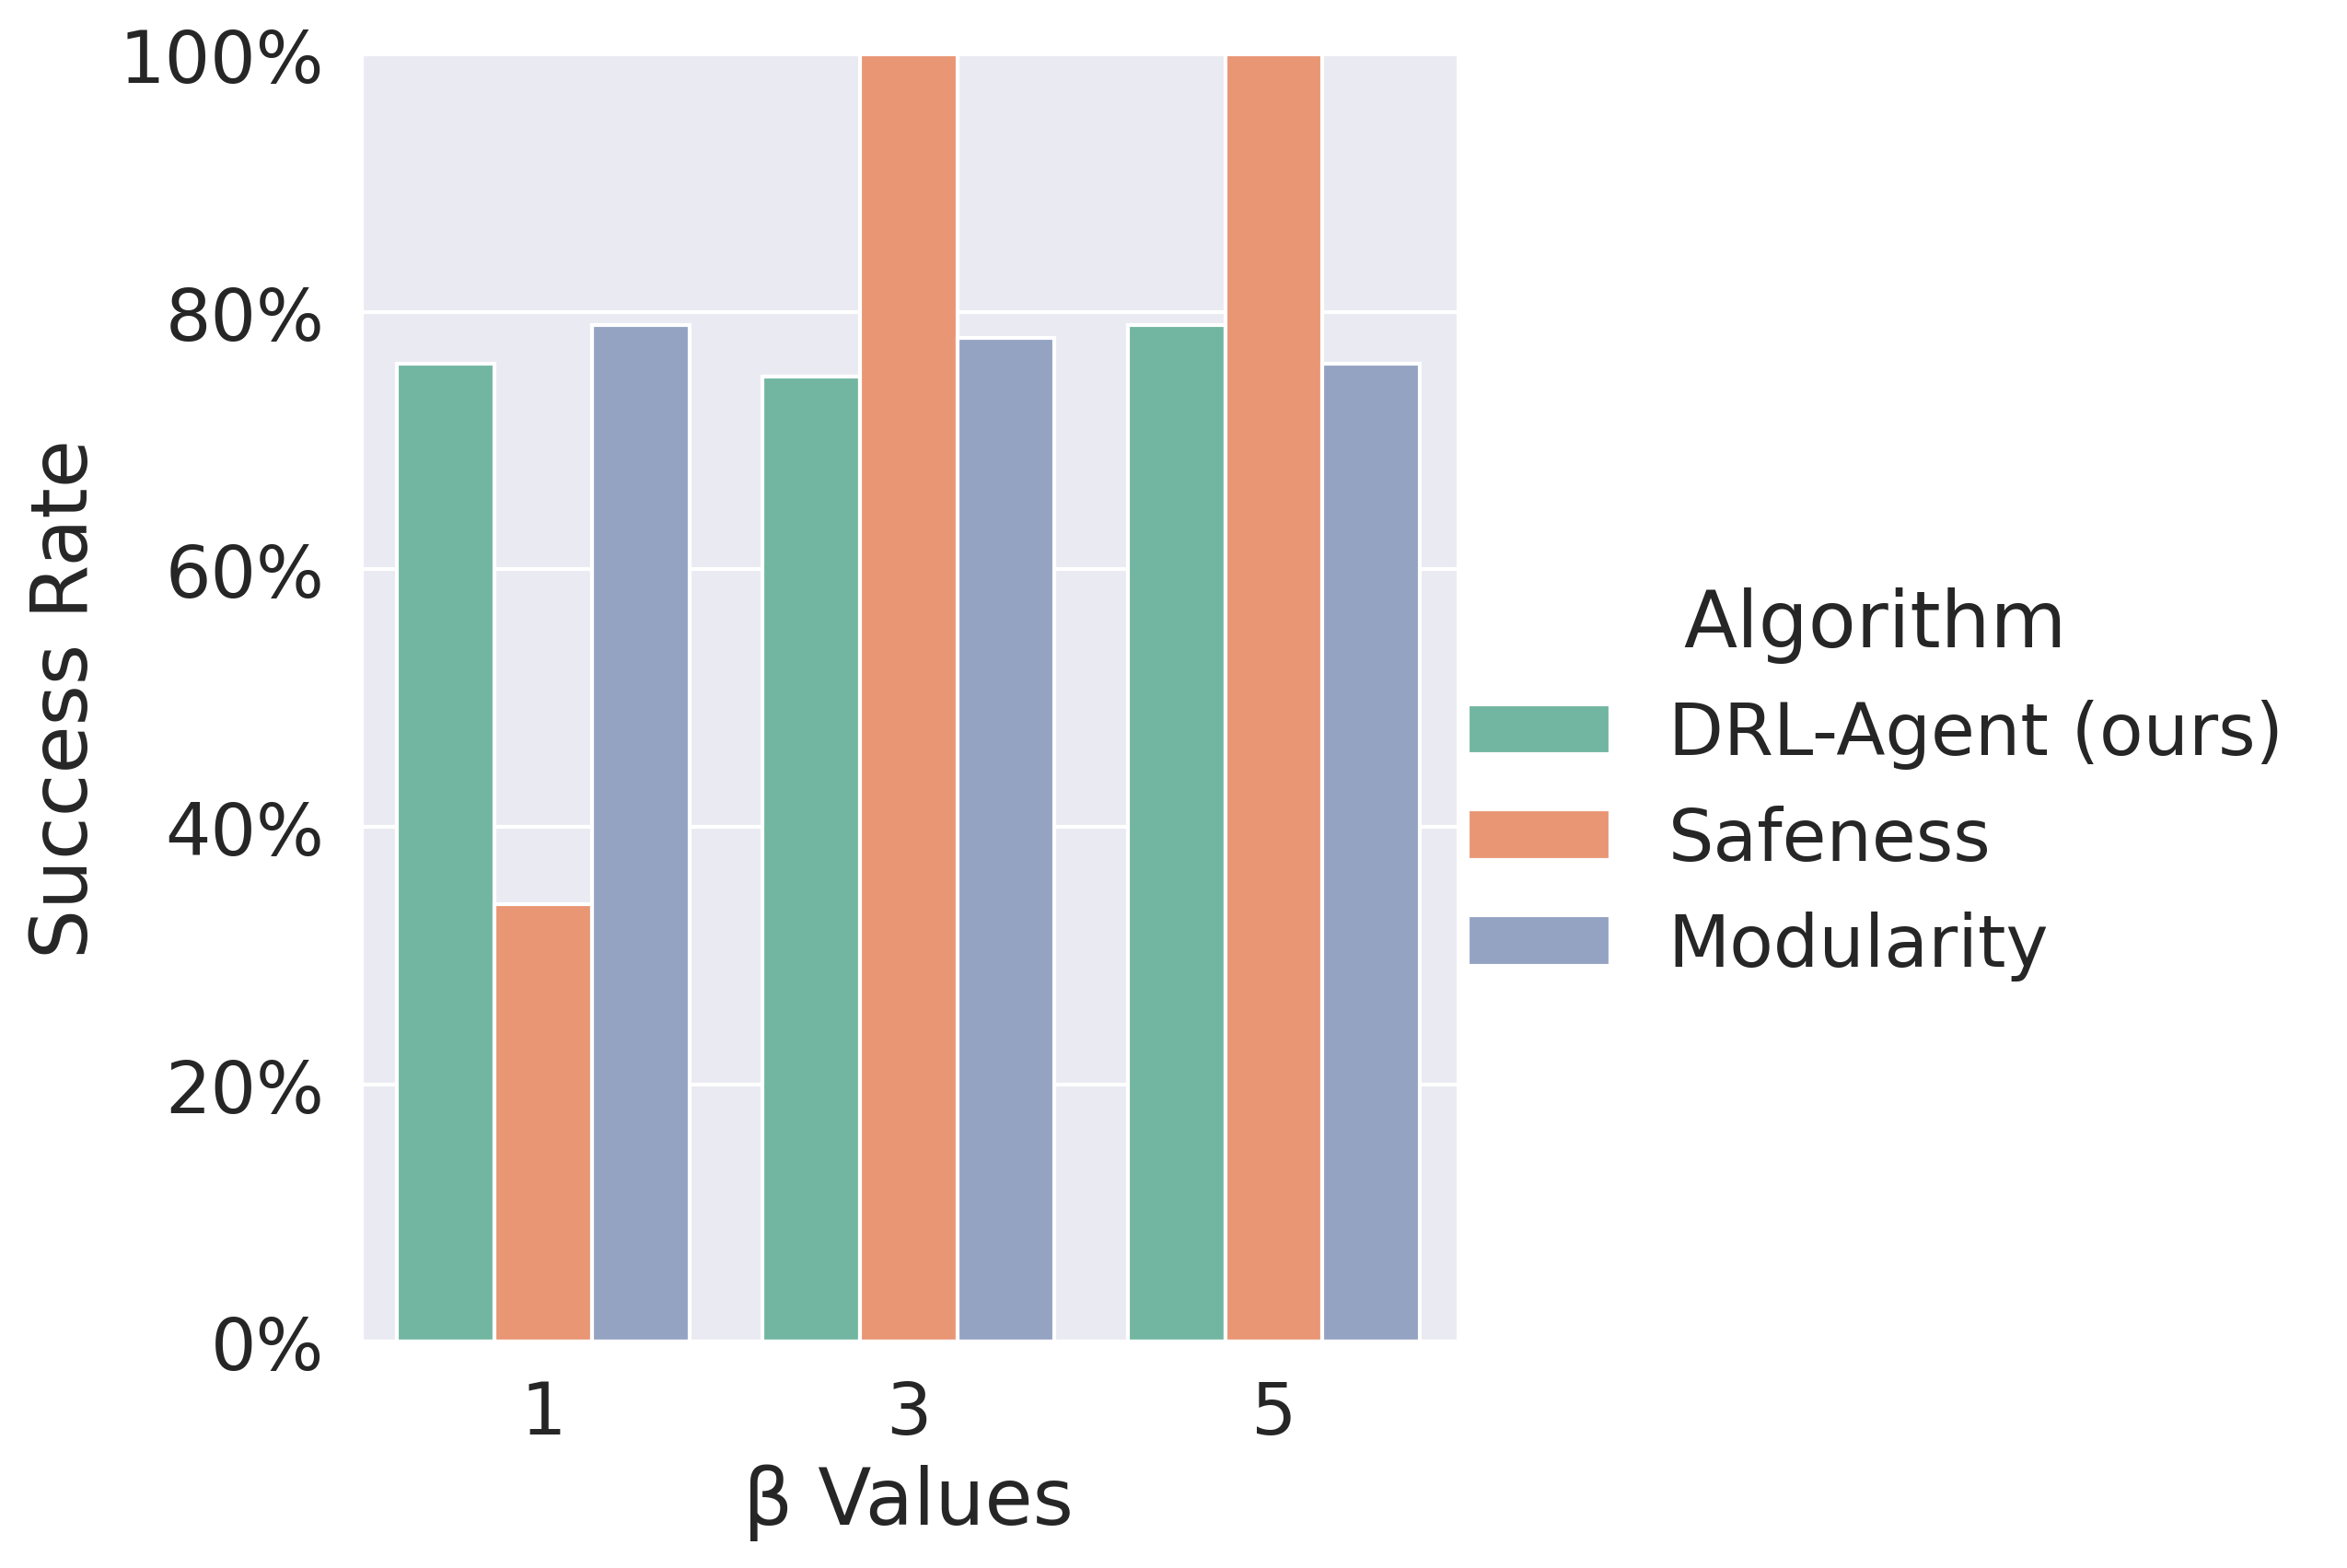 100%
80%
60%
40%
20%
0%
Success Rate
1
3
5
β Values
Algorithm
DRL-Agent (ours)
Safeness
Modularity